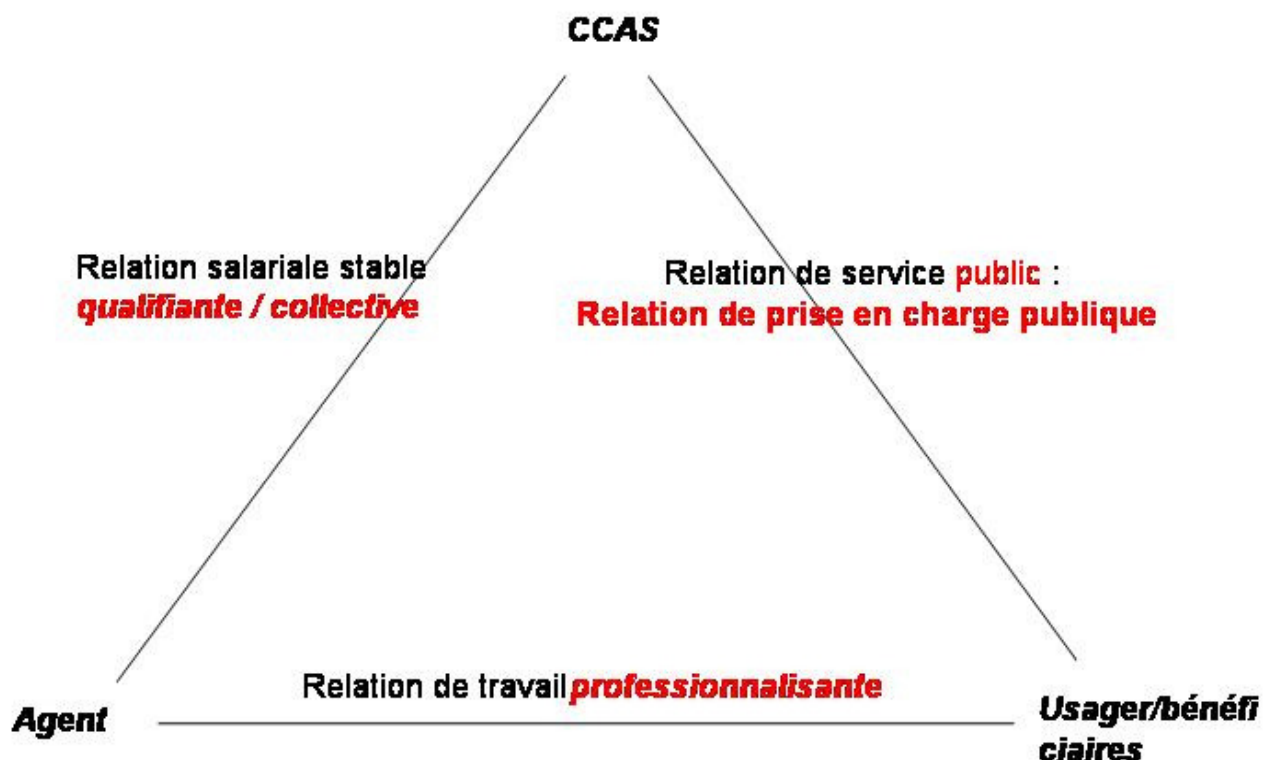 CCAS
Relation salariale stable
qualifiante / collective
Relation de service public :
Relation de prise en charge publique
Relation de travail professionnalisante
Agent
Usager/bénéfi
ciaires